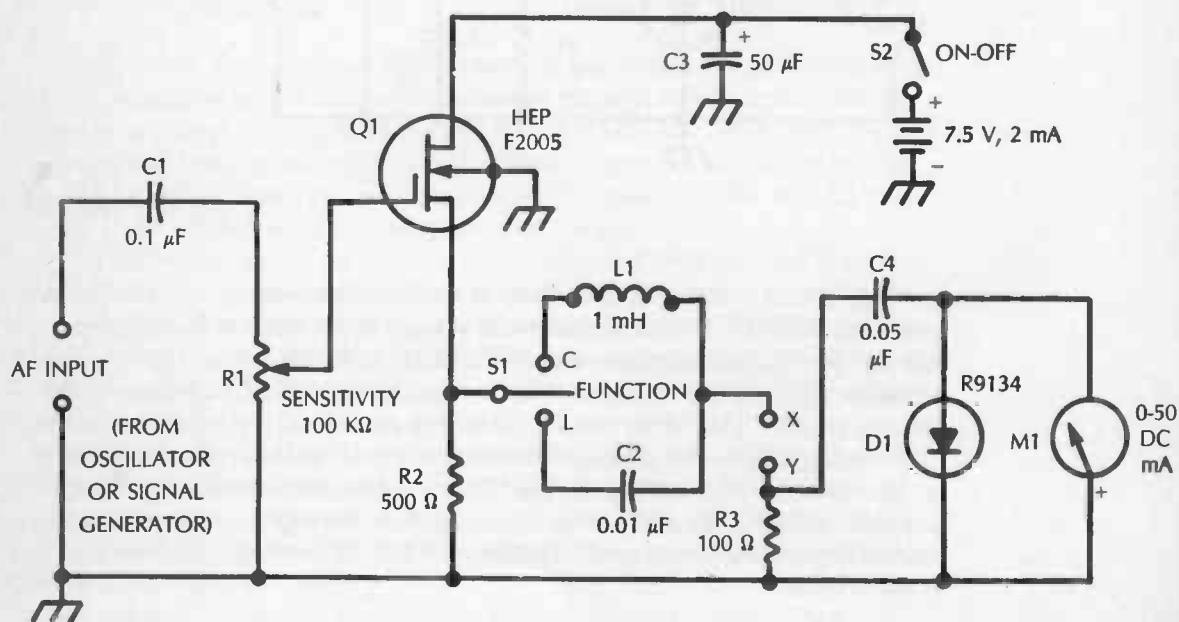 C3
+
50 μF
S2
ON-OFF
+
7.5 V, 2 mA
−
Q1
HEP
F2005
C1
0.1 μF
L1
1 mH
C4
0.05
μF
AF INPUT
R1
SENSITIVITY
100 KΩ
S1
C
FUNCTION
L
X
R9134
0-50
DC
mA
(FROM
OSCILLATOR
OR SIGNAL
GENERATOR)
R2
500 Ω
C2
0.01 μF
Y
R3
100 Ω
D1
M1
+